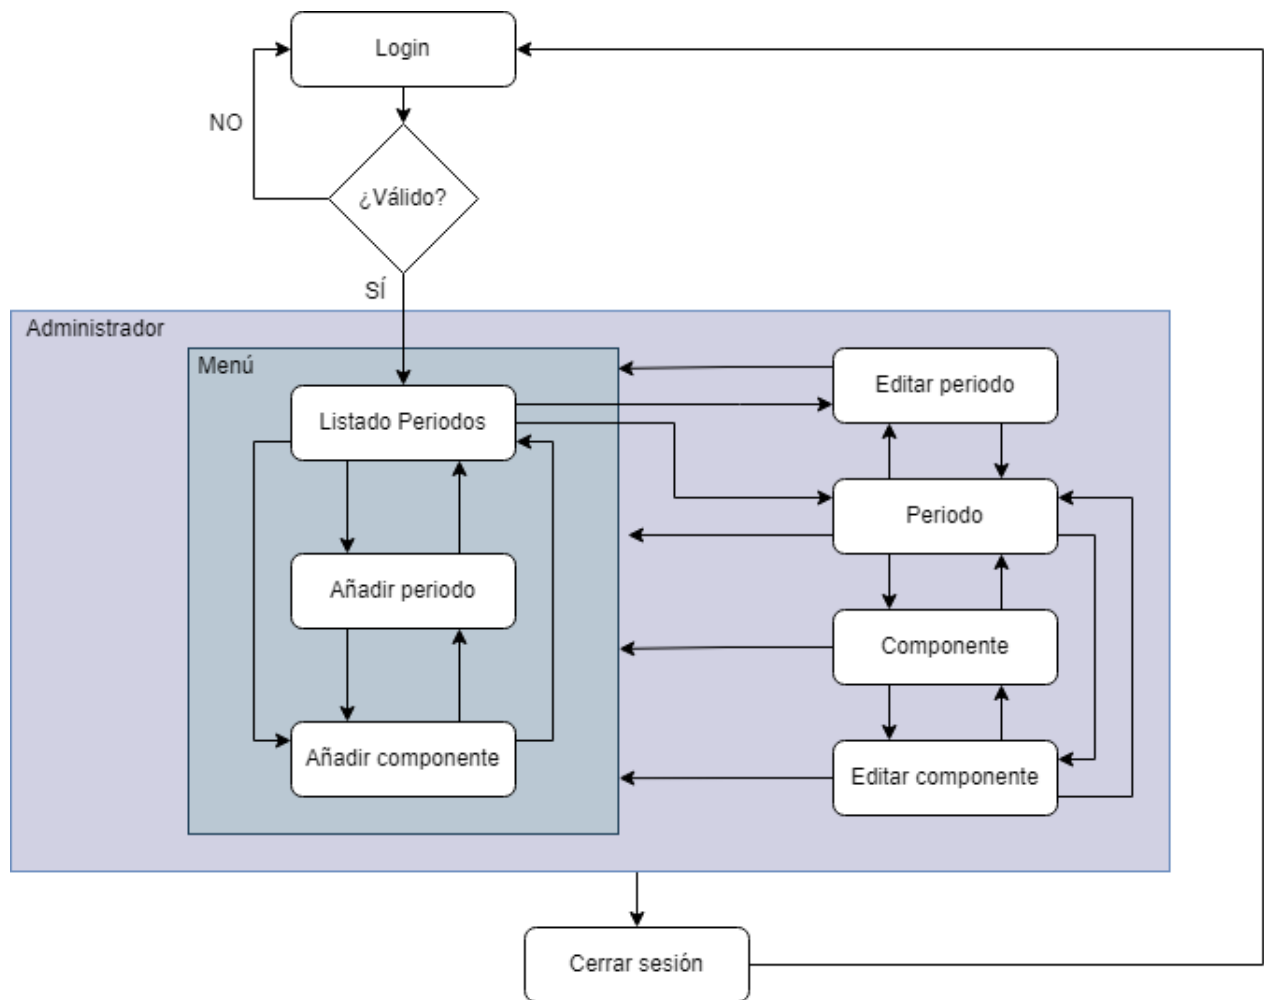 Login
NO
¿Válido?
SÍ
Administrador
Menú
Editar periodo
Listado Periodos
Periodo
Añadir periodo
Componente
Añadir componente
Editar componente
Cerrar sesión